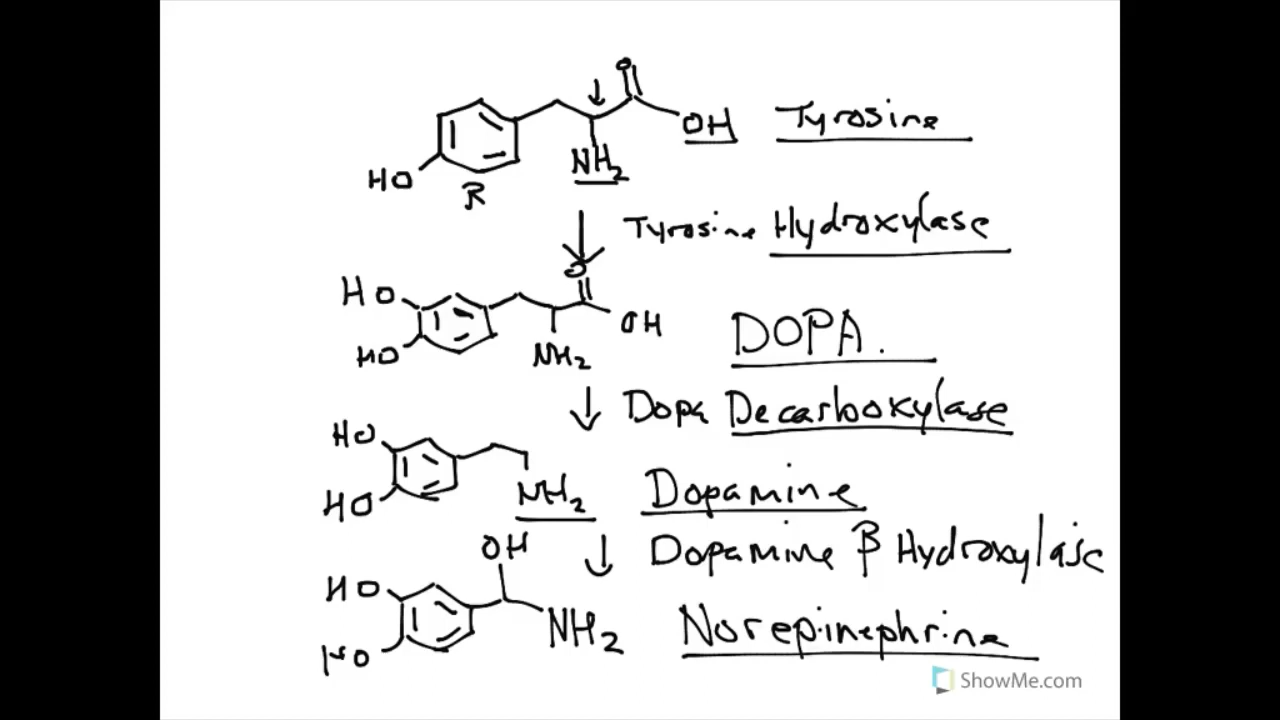 O
OH Tyrosine
NH2
HO
R
Tyrosine Hydroxylase
O
HO
OH
DOPA.
HO
NH2
Dopa Decarboxylase
HO
HO
NH2
Dopamine
OH
Dopamine β Hydroxylase
HO
NH2
Norepinephrine
HO
ShowMe.com